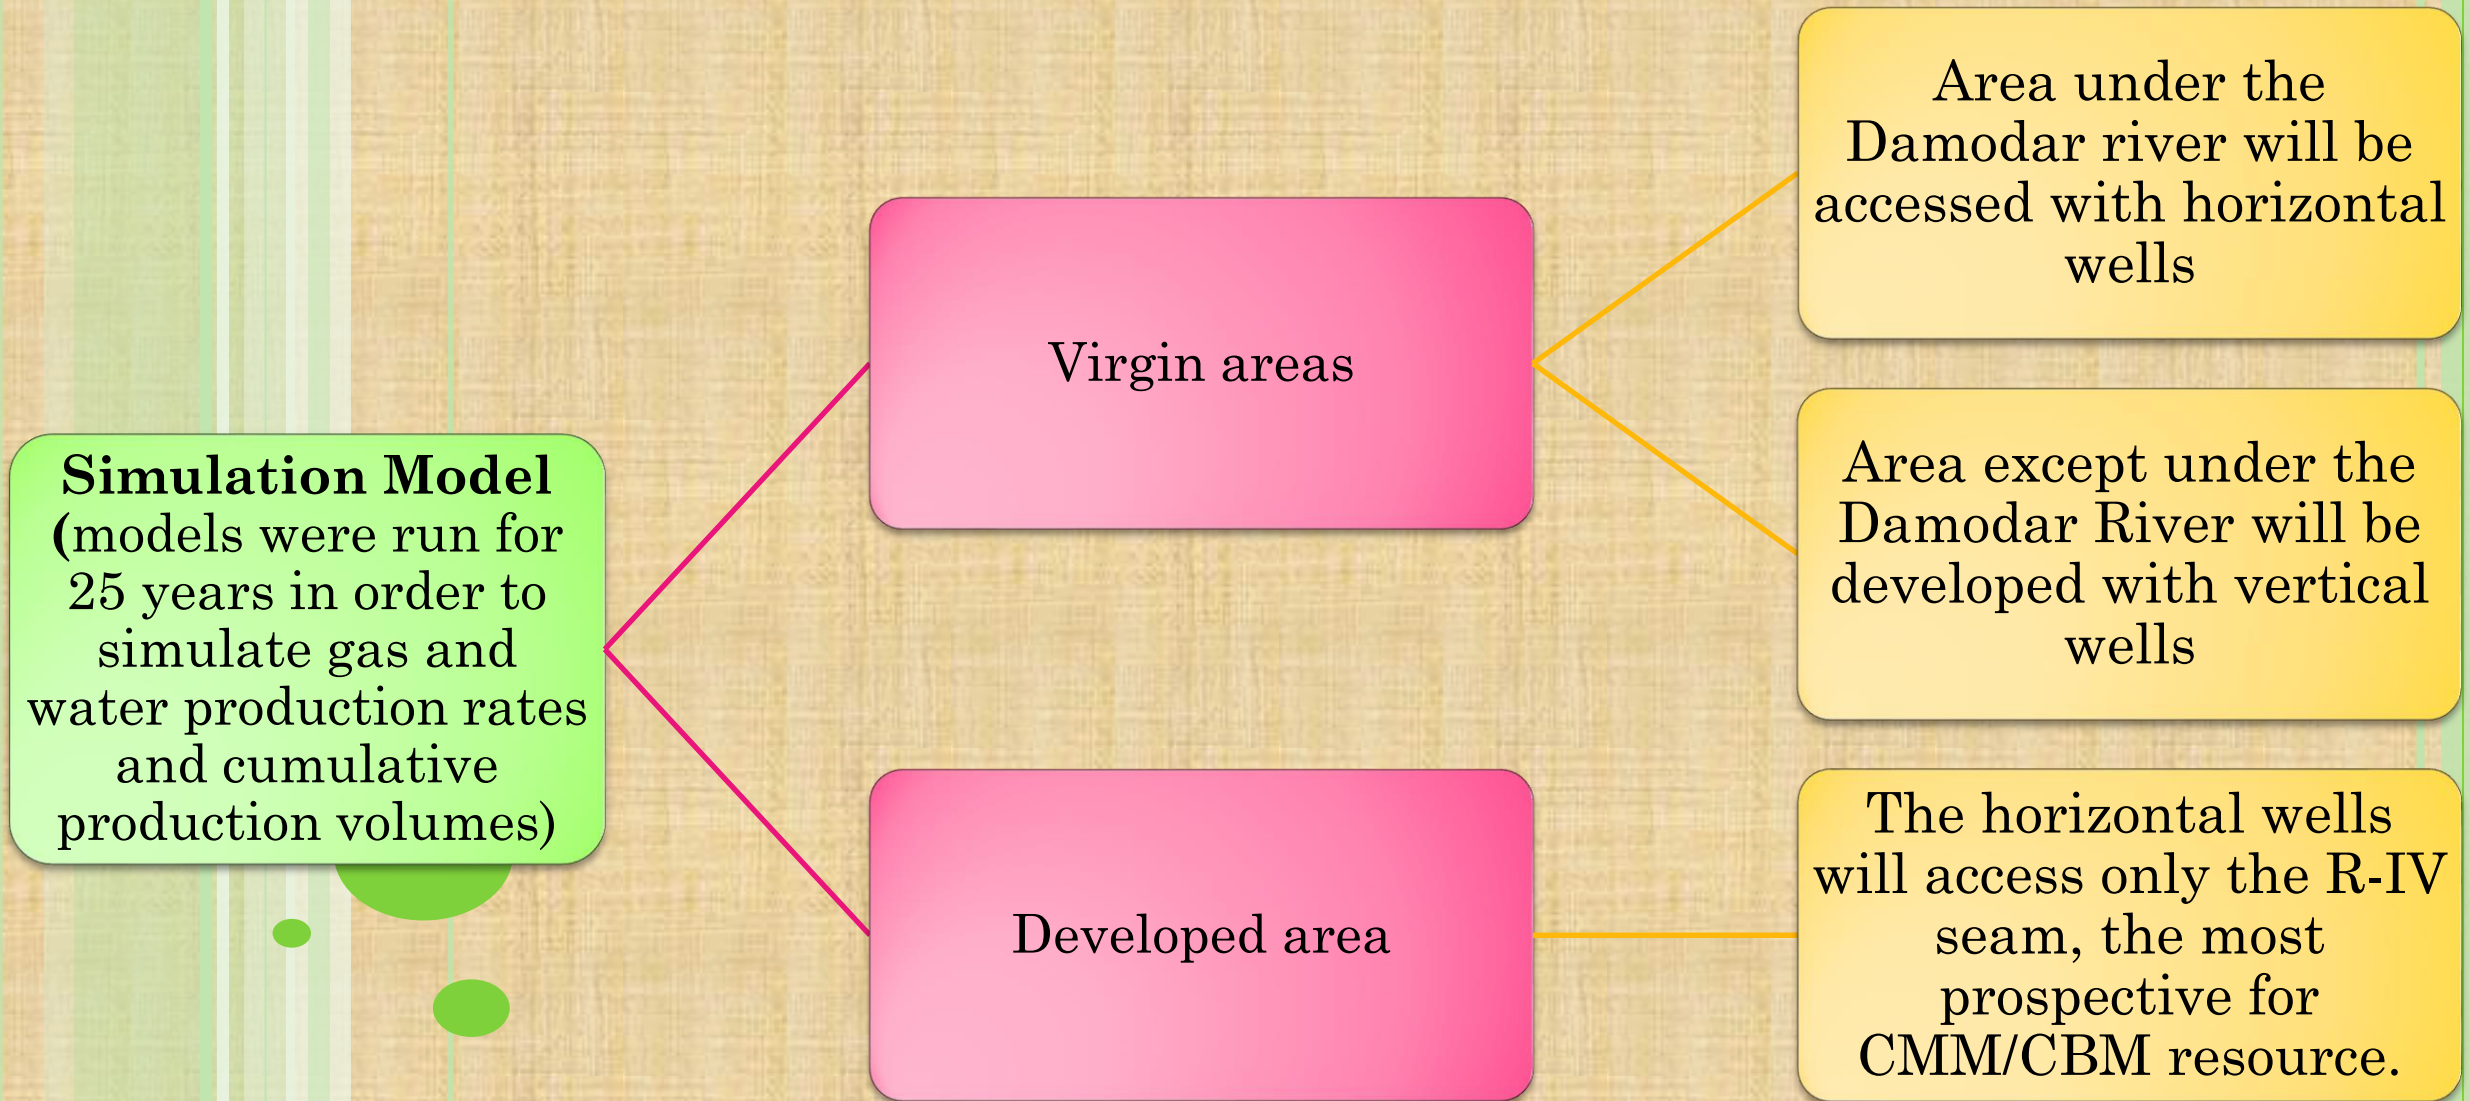 Simulation Model
(models were run for
25 years in order to
simulate gas and
water production rates
and cumulative
production volumes)
Virgin areas
Area under the
Damodar river will be
accessed with horizontal
wells
Area except under the
Damodar River will be
developed with vertical
wells
Developed area
The horizontal wells
will access only the R-IV
seam, the most
prospective for
CMM/CBM resource.